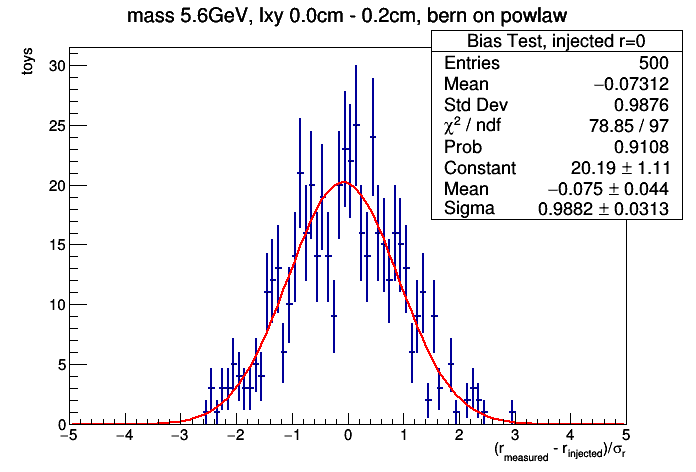 mass 5.6GeV, lxy 0.0cm - 0.2cm, bern on powlaw
Bias Test, injected r=0
Entries 500
Mean −0.07312
Std Dev 0.9876
χ² / ndf 78.85 / 97
Prob 0.9108
Constant 20.19 ± 1.11
Mean −0.075 ± 0.044
Sigma 0.9882 ± 0.0313
toys
30
25
20
15
10
5
0
−5 −4 −3 −2 −1 0 1 2 3 4 5
(r_measured - r_injected)/σ_r